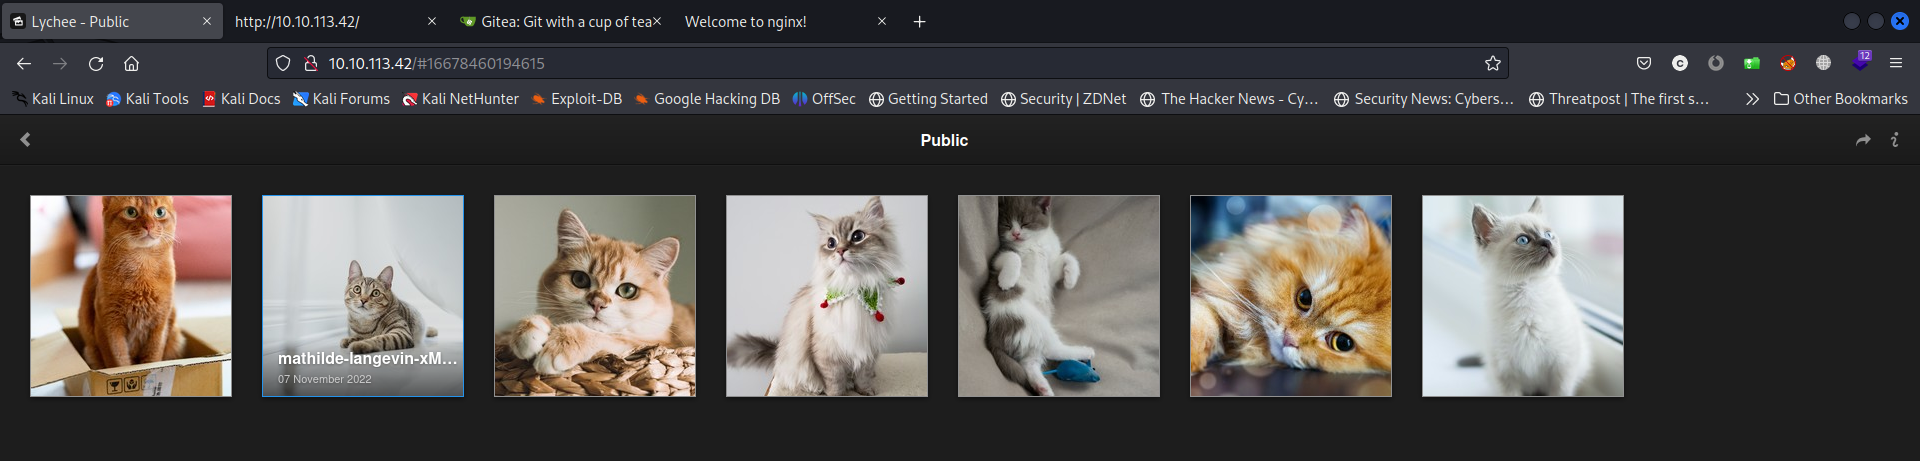 Lychee - Public
http://10.10.113.42/
Gitea: Git with a cup of tea
Welcome to nginx!
10.10.113.42/#16678460194615
12
Kali Linux
Kali Tools
Kali Docs
Kali Forums
Kali NetHunter
Exploit-DB
Google Hacking DB
OffSec
Getting Started
Security | ZDNet
The Hacker News - Cy...
Security News: Cybers...
Threatpost | The first s...
Other Bookmarks
Public
mathilde-langevin-xM...
07 November 2022